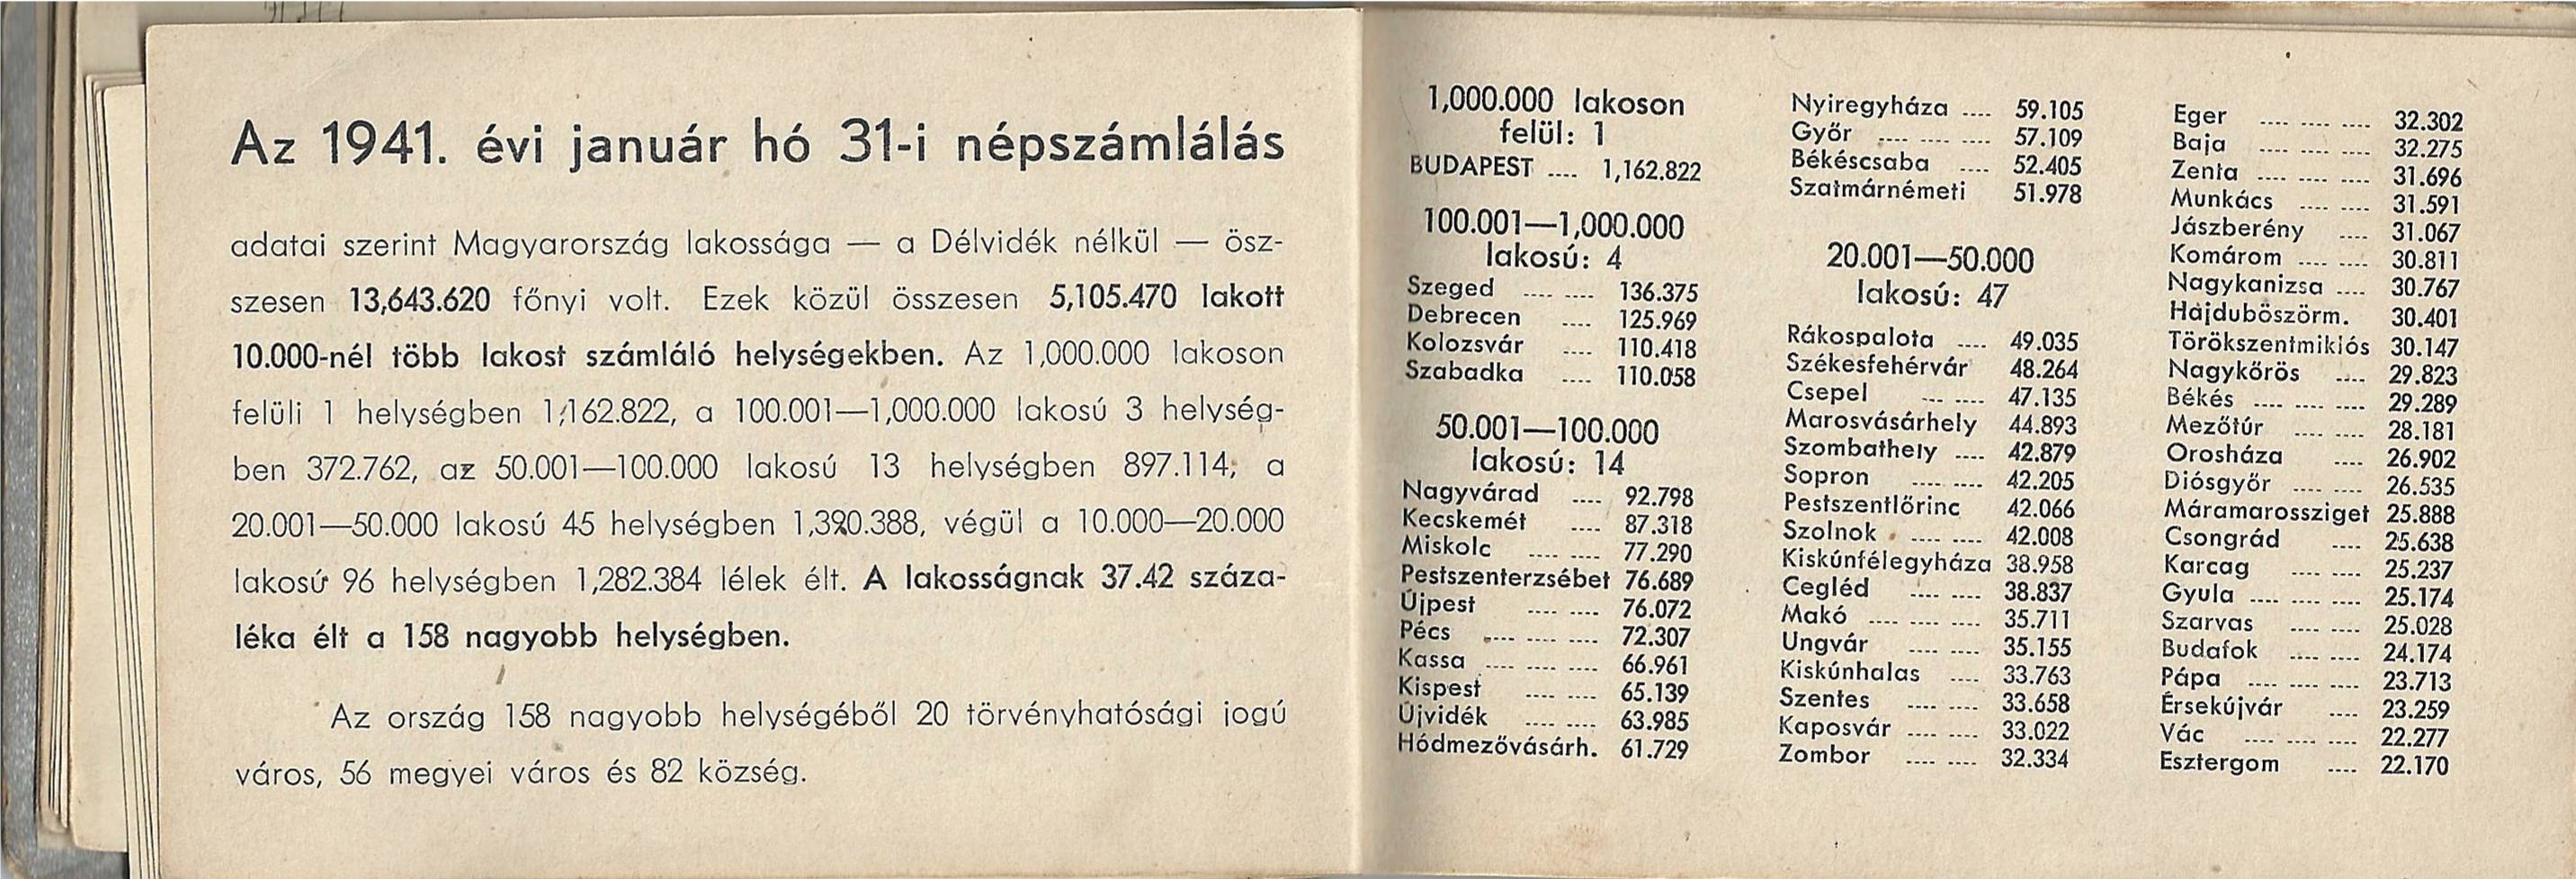 Az 1941. évi január hó 31-i népszámlálás
adatai szerint Magyarország lakossága — a Délvidék nélkül — ösz-
szesen 13,643.620 főnyi volt. Ezek közül összesen 5,105.470 lakott
10.000-nél több lakost számláló helységekben. Az 1,000.000 lakoson
felüli 1 helységben 1,162.822, a 100.001—1,000.000 lakosú 3 helység-
ben 372.762, az 50.001—100.000 lakosú 13 helységben 897.114; a
20.001—50.000 lakosú 45 helységben 1,390.388, végül a 10.000—20.000
lakosú 96 helységben 1,282.384 lélek élt. A lakosságnak 37.42 száza-
léka élt a 158 nagyobb helységben.
Az ország 158 nagyobb helységéből 20 törvényhatósági jogú
város, 56 megyei város és 82 község.
1,000.000 lakoson
felül: 1
BUDAPEST .... 1,162.822
100.001—1,000.000
lakosú: 4
Szeged .... .... 136.375
Debrecen .... 125.969
Kolozsvár .... 110.418
Szabadka .... 110.058
50.001—100.000
lakosú: 14
Nagyvárad .... 92.798
Kecskemét .... 87.318
Miskolc .... .... 77.290
Pestszenterzsébet 76.689
Újpest .... .... 76.072
Pécs .... .... .... 72.307
Kassa .... .... .... 66.961
Kispest .... .... 65.139
Újvidék .... .... 63.985
Hódmezővásárh. 61.729
Nyiregyháza .... 59.105
Győr .... .... .... 57.109
Békéscsaba .... 52.405
Szatmárnémeti 51.978
20.001—50.000
lakosú: 47
Rákospalota .... 49.035
Székesfehérvár 48.264
Csepel .... .... 47.135
Marosvásárhely 44.893
Szombathely .... 42.879
Sopron .... .... 42.205
Pestszentlőrinc 42.066
Szolnok .... .... 42.008
Kiskúnfélegyháza 38.958
Cegléd .... .... 38.837
Makó .... .... .... 35.711
Ungvár .... .... 35.155
Kiskúnhalas .... 33.763
Szentes .... .... 33.658
Kaposvár .... .... 33.022
Zombor .... .... 32.334
Eger .... .... .... 32.302
Baja .... .... .... 32.275
Zenta .... .... .... 31.696
Munkács .... .... 31.591
Jászberény .... 31.067
Komárom .... .... 30.811
Nagykanizsa .... 30.767
Hajduböszörm. 30.401
Törökszentmiklós 30.147
Nagykőrös .... 29.823
Békés .... .... .... 29.289
Mezőtúr .... .... 28.181
Orosháza .... 26.902
Diósgyőr .... .... 26.535
Máramarossziget 25.888
Csongrád .... 25.638
Karcag .... .... 25.237
Gyula .... .... .... 25.174
Szarvas .... .... 25.028
Budafok .... .... 24.174
Pápa .... .... .... 23.713
Érsekújvár .... 23.259
Vác .... .... .... 22.277
Esztergom .... 22.170